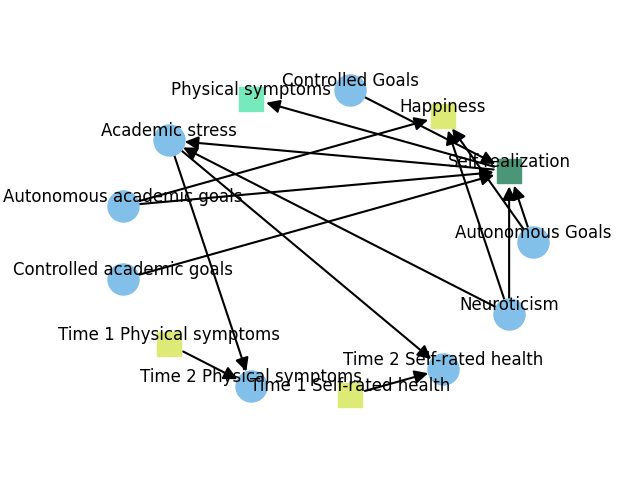 Controlled Goals
Physical symptoms
Happiness
Academic stress
Self-realization
Autonomous academic goals
Autonomous Goals
Controlled academic goals
Neuroticism
Time 1 Physical symptoms
Time 2 Self-rated health
Time 2 Physical symptoms
Time 1 Self-rated health